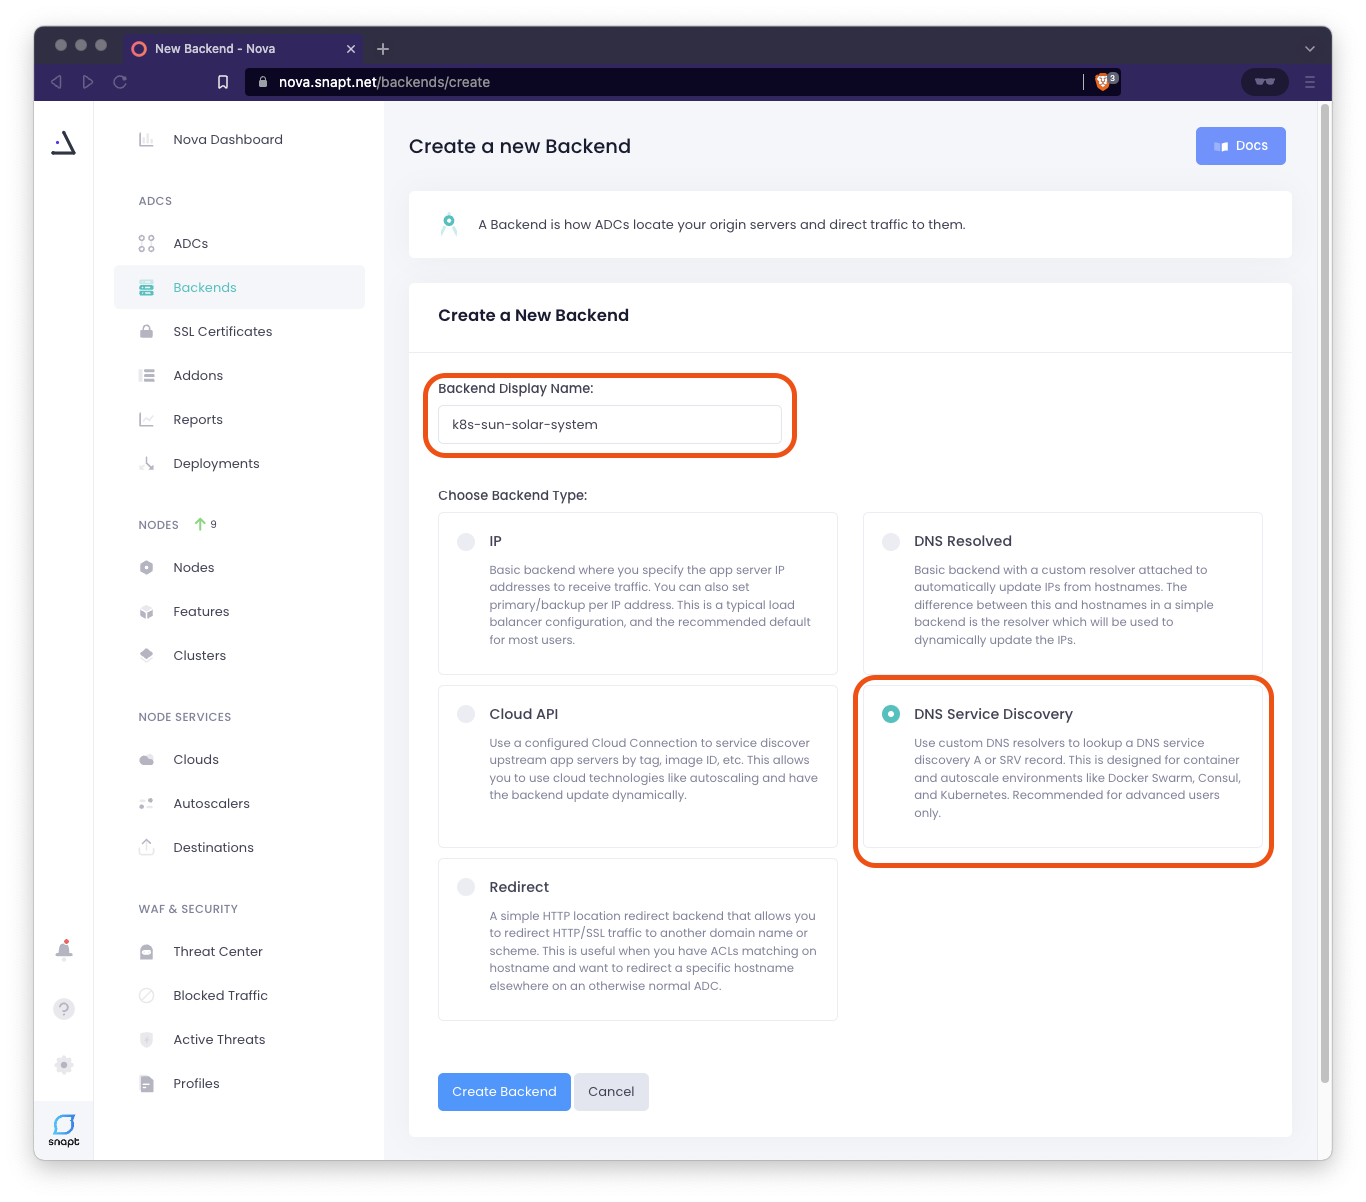 New Backend - Nova
nova.snapt.net/backends/create
3
Nova Dashboard
ADCS
ADCs
Backends
SSL Certificates
Addons
Reports
Deployments
NODES 9
Nodes
Features
Clusters
NODE SERVICES
Clouds
Autoscalers
Destinations
WAF & SECURITY
Threat Center
Blocked Traffic
Active Threats
Profiles
snapt
Create a new Backend
Docs
A Backend is how ADCs locate your origin servers and direct traffic to them.
Create a New Backend
Backend Display Name:
k8s-sun-solar-system
Choose Backend Type:
IP
Basic backend where you specify the app server IP
addresses to receive traffic. You can also set
primary/backup per IP address. This is a typical load
balancer configuration, and the recommended default
for most users.
DNS Resolved
Basic backend with a custom resolver attached to
automatically update IPs from hostnames. The
difference between this and hostnames in a simple
backend is the resolver which will be used to
dynamically update the IPs.
Cloud API
Use a configured Cloud Connection to service discover
upstream app servers by tag, image ID, etc. This allows
you to use cloud technologies like autoscaling and have
the backend update dynamically.
DNS Service Discovery
Use custom DNS resolvers to lookup a DNS service
discovery A or SRV record. This is designed for container
and autoscale environments like Docker Swarm, Consul,
and Kubernetes. Recommended for advanced users
only.
Redirect
A simple HTTP location redirect backend that allows you
to redirect HTTP/SSL traffic to another domain name or
scheme. This is useful when you have ACLs matching on
hostname and want to redirect a specific hostname
elsewhere on an otherwise normal ADC.
Create Backend
Cancel